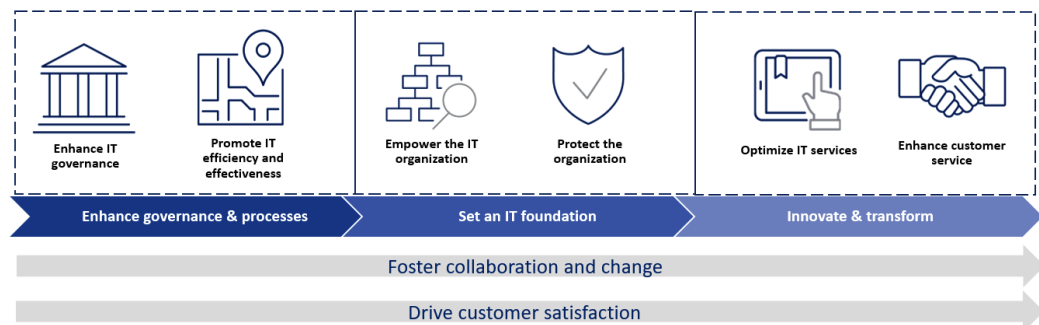 Enhance IT
governance
Promote IT
efficiency and
effectiveness
Empower the IT
organization
Protect the
organization
Optimize IT services
Enhance customer
service
Enhance governance & processes
Set an IT foundation
Innovate & transform
Foster collaboration and change
Drive customer satisfaction